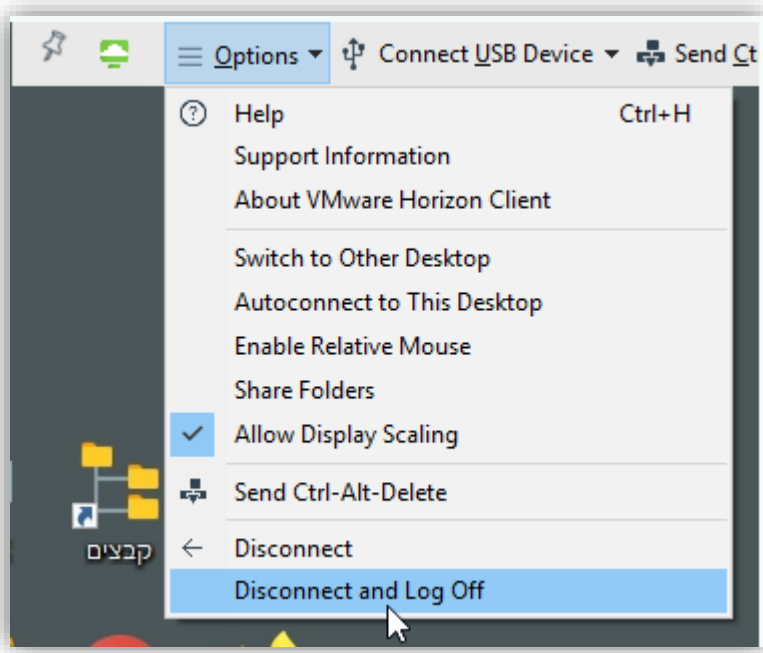 Options Connect USB Device Send Ct
Help Ctrl+H
Support Information
About VMware Horizon Client
Switch to Other Desktop
Autoconnect to This Desktop
Enable Relative Mouse
Share Folders
Allow Display Scaling
Send Ctrl-Alt-Delete
Disconnect
Disconnect and Log Off
קבצים